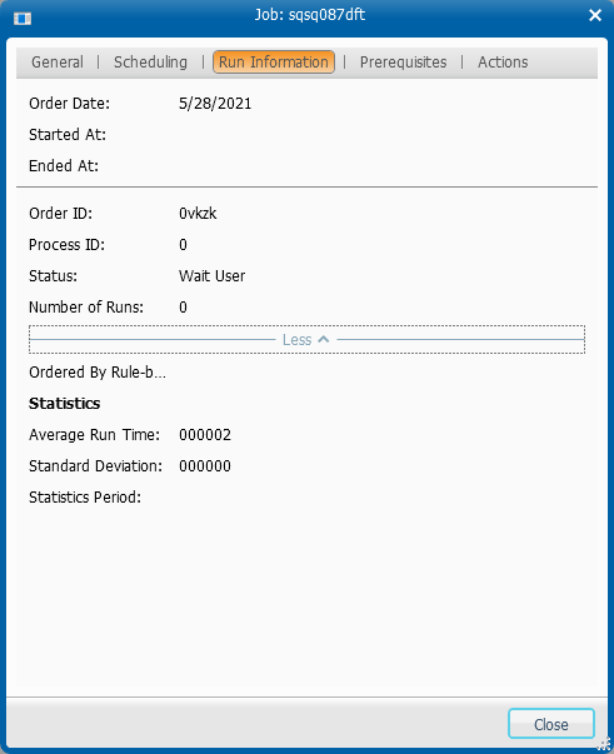 Job: sqsq087dft
General | Scheduling | Run Information | Prerequisites | Actions
Order Date: 5/28/2021
Started At:
Ended At:
Order ID: 0vkzk
Process ID: 0
Status: Wait User
Number of Runs: 0
Less
Ordered By Rule-b...
Statistics
Average Run Time: 000002
Standard Deviation: 000000
Statistics Period:
Close